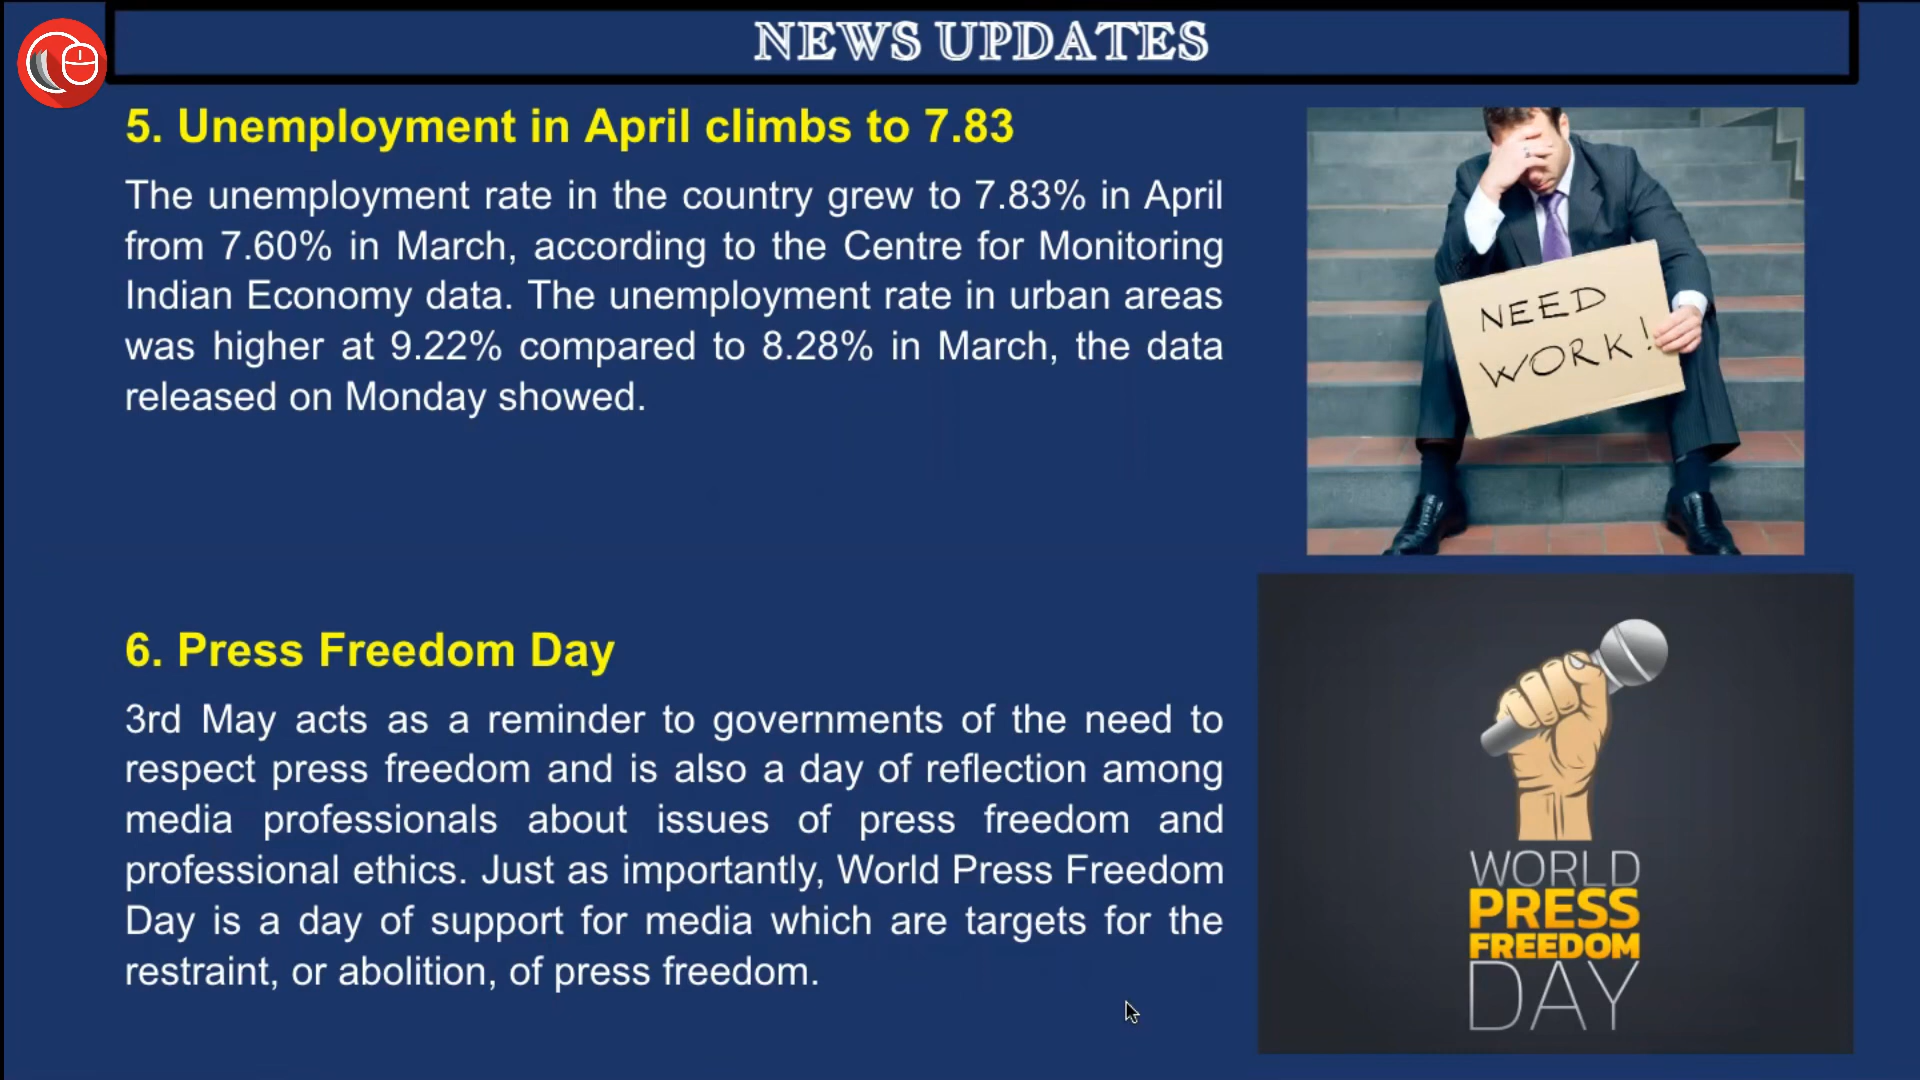 NEWS UPDATES
5. Unemployment in April climbs to 7.83
The unemployment rate in the country grew to 7.83% in April
from 7.60% in March, according to the Centre for Monitoring
Indian Economy data. The unemployment rate in urban areas
was higher at 9.22% compared to 8.28% in March, the data
released on Monday showed.
NEED
WORK!
6. Press Freedom Day
3rd May acts as a reminder to governments of the need to
respect press freedom and is also a day of reflection among
media professionals about issues of press freedom and
professional ethics. Just as importantly, World Press Freedom
Day is a day of support for media which are targets for the
restraint, or abolition, of press freedom.
WORLD
PRESS
FREEDOM
DAY